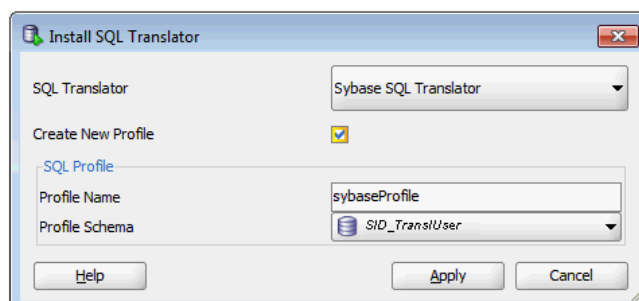 Install SQL Translator
SQL Translator Sybase SQL Translator
Create New Profile
SQL Profile
Profile Name sybaseProfile
Profile Schema SID_TranslUser
Help Apply Cancel